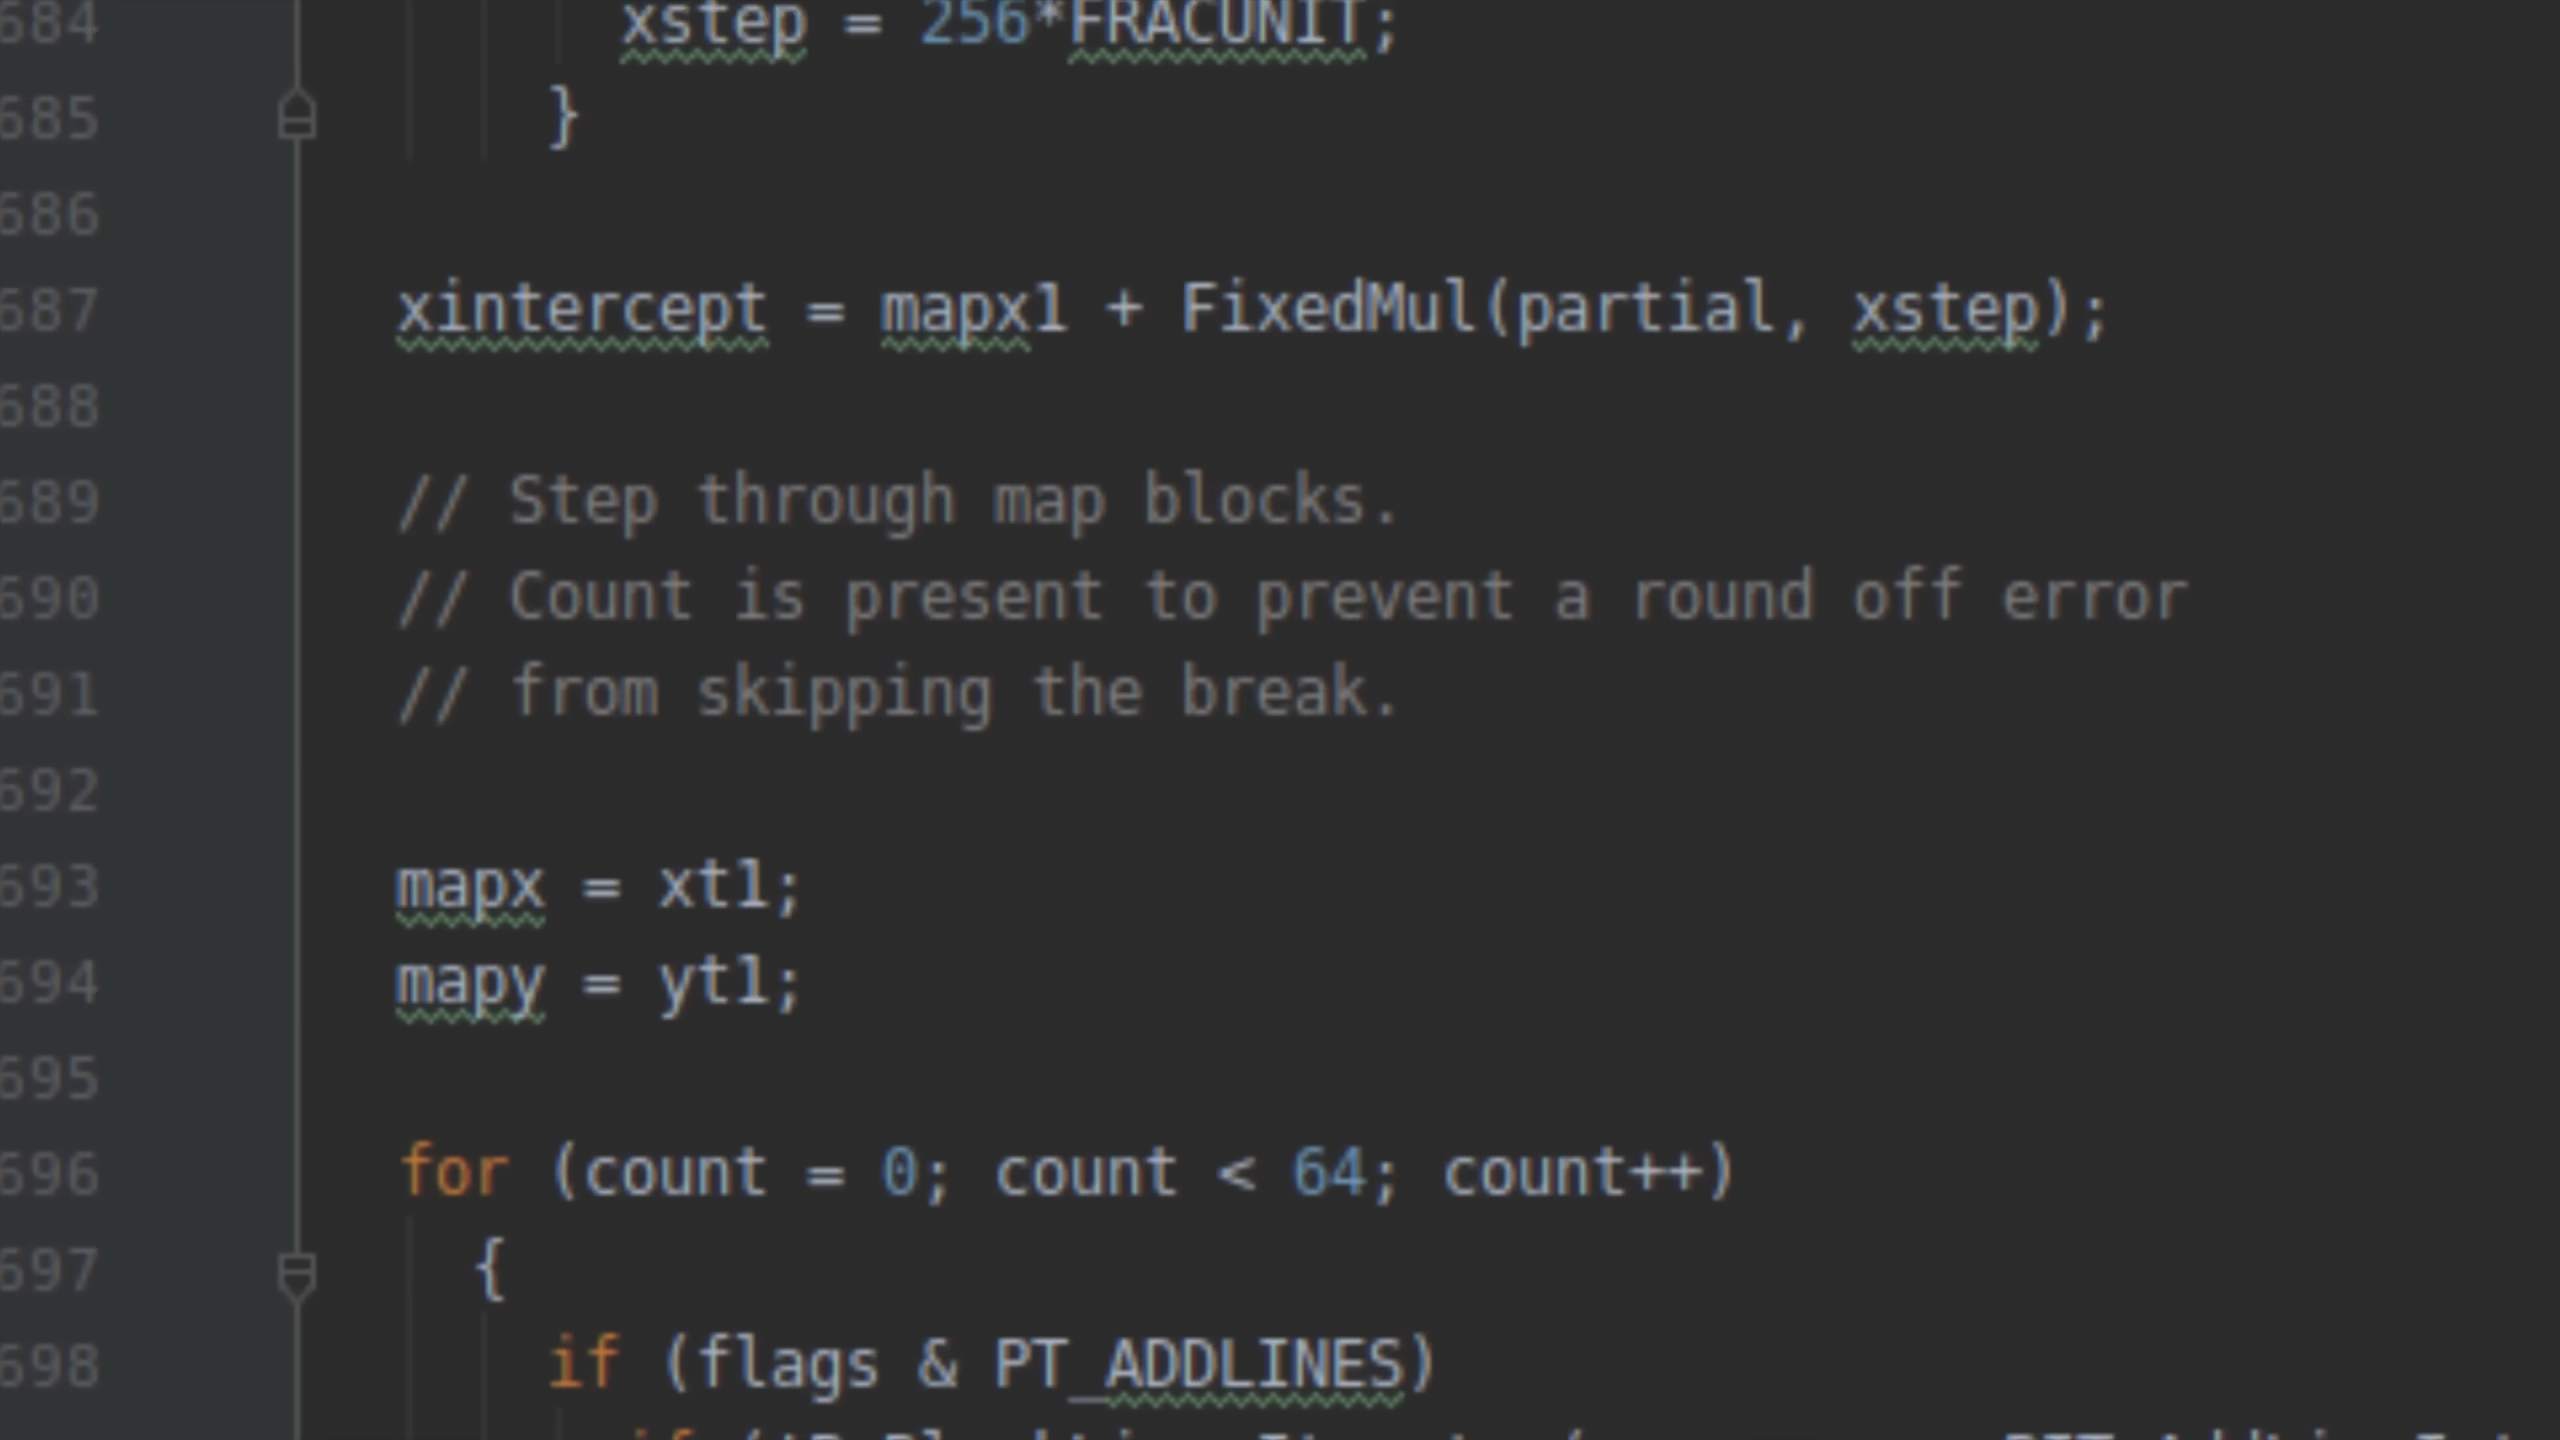 684 xstep = 256*FRACUNIT;
685 }
686
687 xintercept = mapx1 + FixedMul(partial, xstep);
688
689 // Step through map blocks.
690 // Count is present to prevent a round off error
691 // from skipping the break.
692
693 mapx = xt1;
694 mapy = yt1;
695
696 for (count = 0; count < 64; count++)
697 {
698 if (flags & PT_ADDLINES)
if